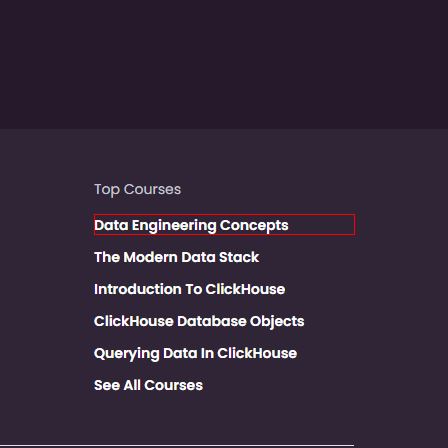 Top Courses
Data Engineering Concepts
The Modern Data Stack
Introduction To ClickHouse
ClickHouse Database Objects
Querying Data In ClickHouse
See All Courses